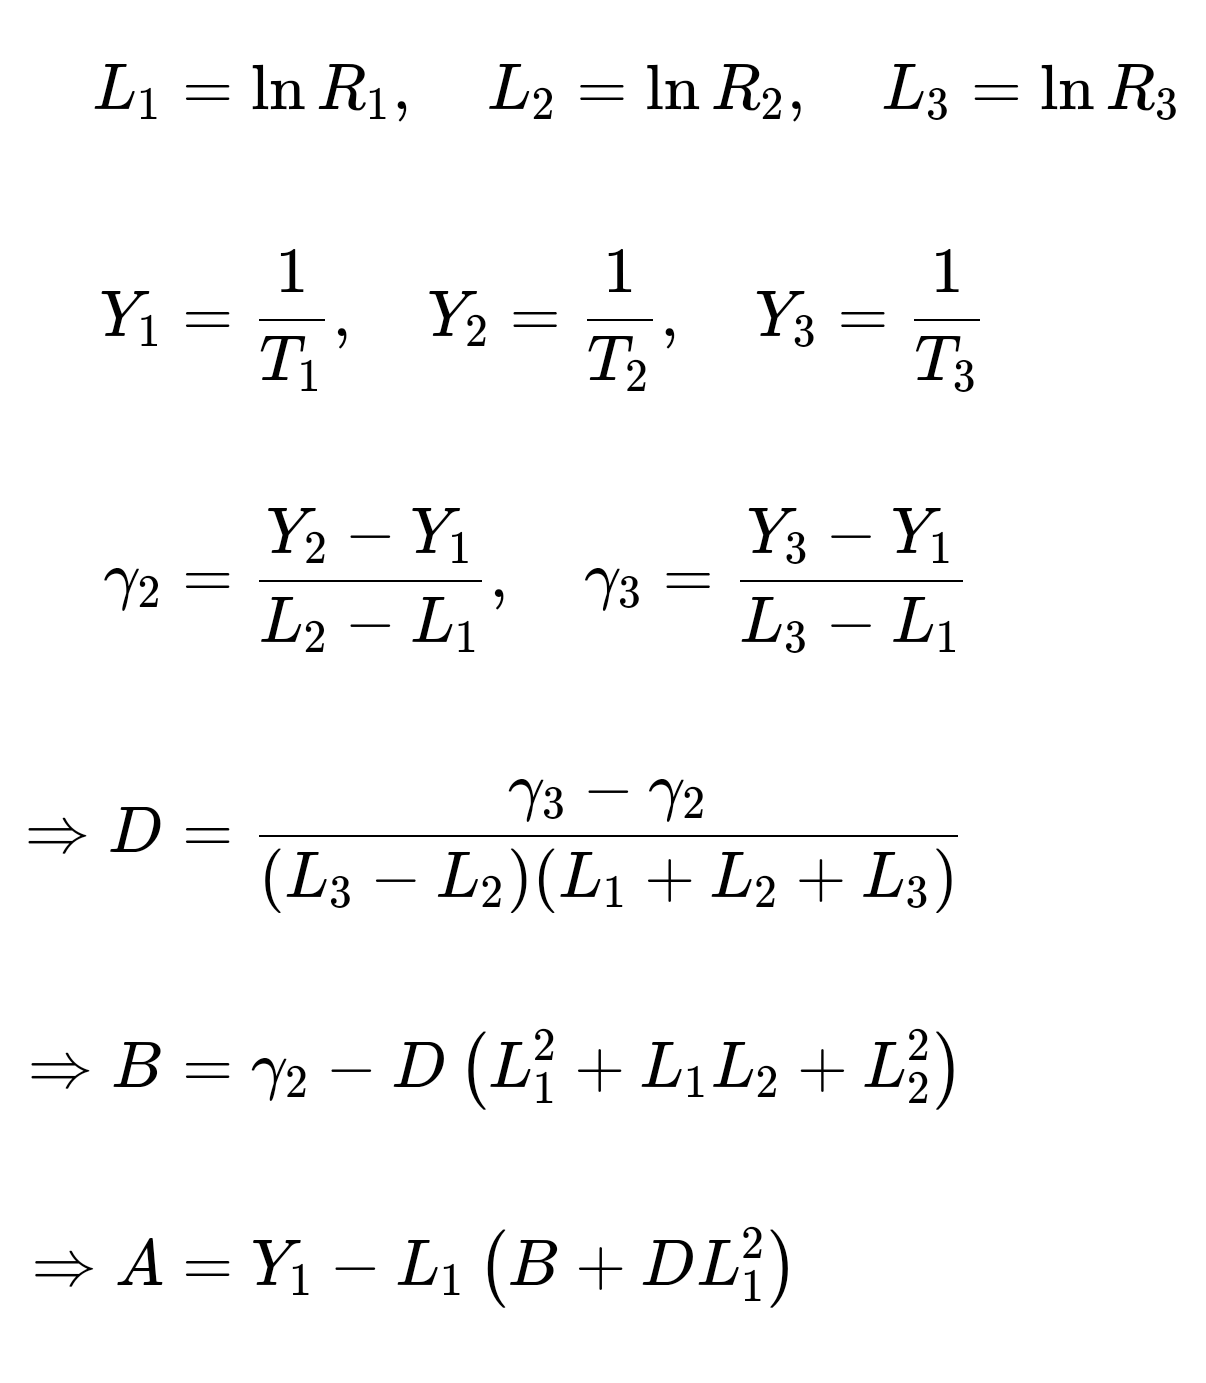 L₁ = ln R₁, L₂ = ln R₂, L₃ = ln R₃
Y₁ = 1/T₁, Y₂ = 1/T₂, Y₃ = 1/T₃
γ₂ = (Y₂ − Y₁)/(L₂ − L₁), γ₃ = (Y₃ − Y₁)/(L₃ − L₁)
⇒ D = (γ₃ − γ₂)/((L₃ − L₂)(L₁ + L₂ + L₃))
⇒ B = γ₂ − D (L₁² + L₁L₂ + L₂²)
⇒ A = Y₁ − L₁ (B + DL₁²)